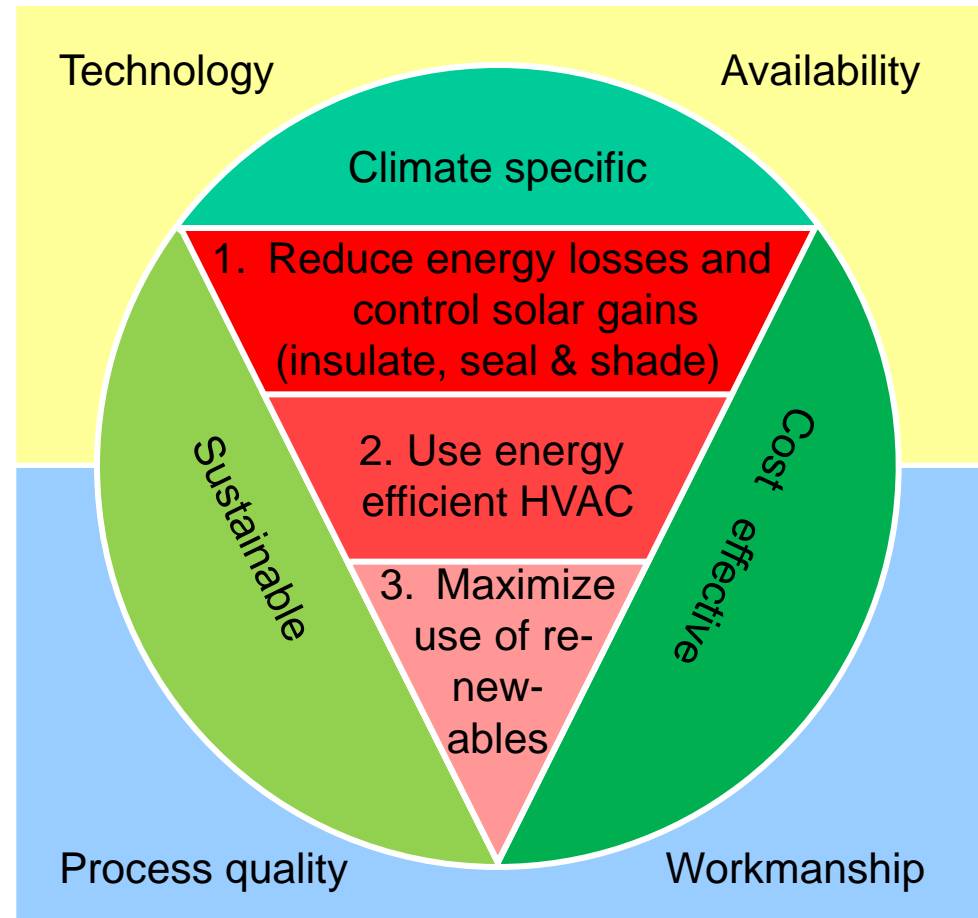 Technology
Availability
Climate specific
1. Reduce energy losses and
control solar gains
(insulate, seal & shade)
Sustainable
Cost effective
2. Use energy
efficient HVAC
3. Maximize
use of re-
new-
ables
Process quality
Workmanship